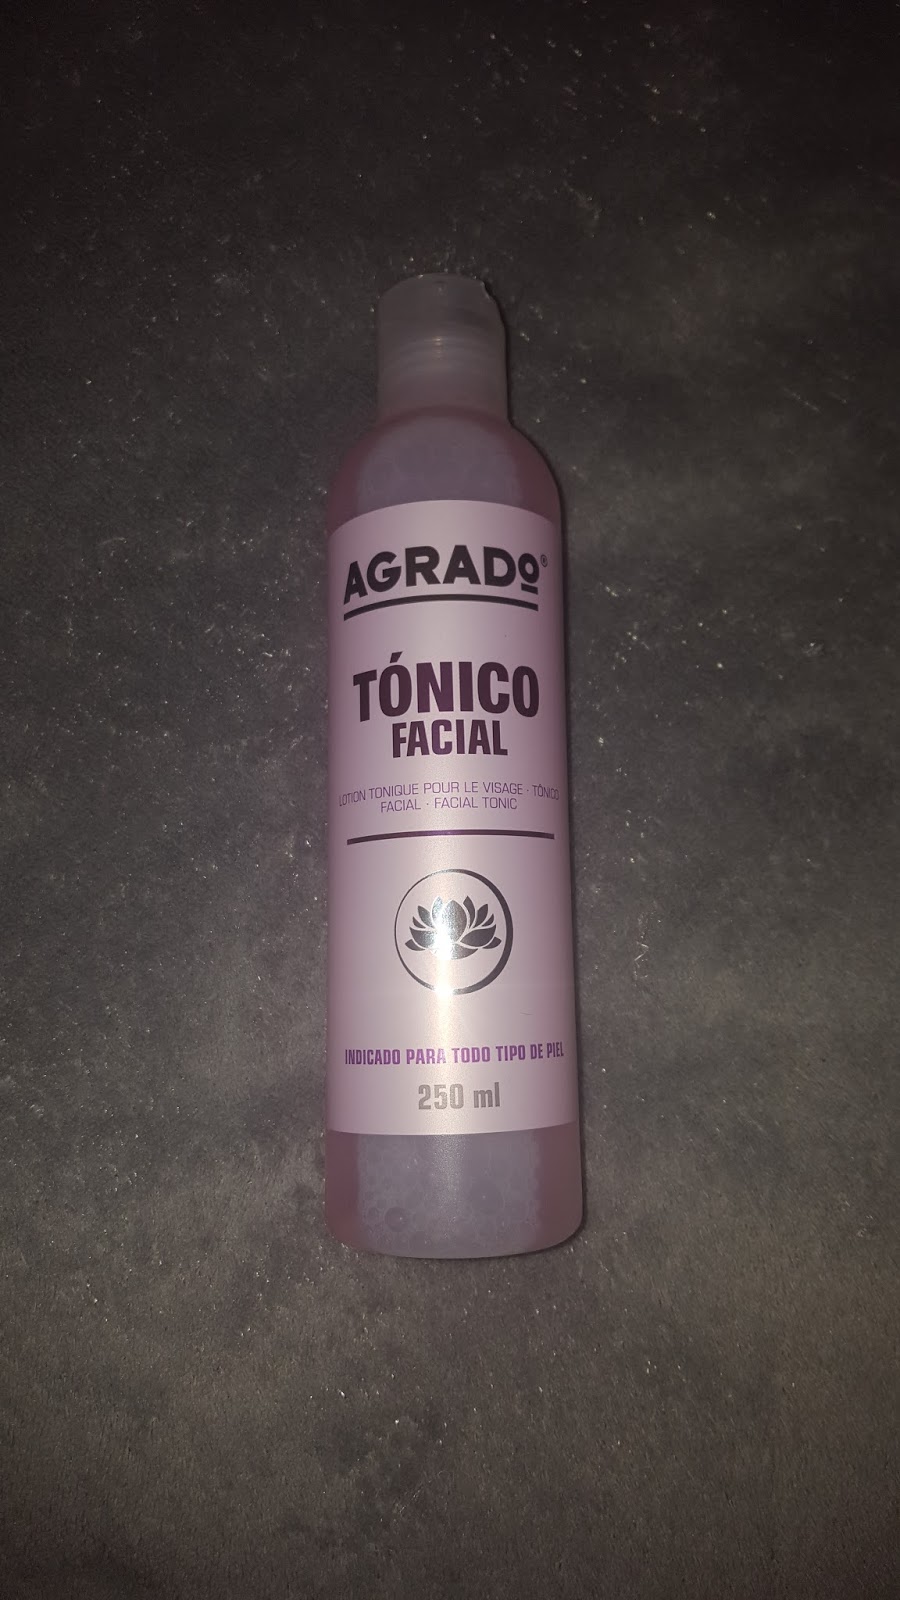 AGRADO®
TÓNICO
FACIAL
LOTION TONIQUE POUR LE VISAGE · TÔNICO
FACIAL · FACIAL TONIC
INDICADO PARA TODO TIPO DE PIEL
250 ml